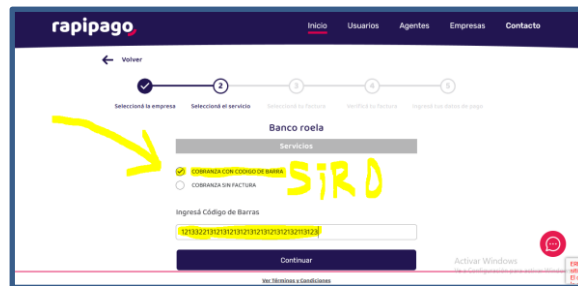 rapipago
Inicio Usuarios Agentes Empresas Contacto
← Volver
2 3 4 5
Seleccioná la empresa Seleccioná el servicio Seleccioná tu factura Verificá tu factura Ingresá tus datos de pago
Banco roela
Servicios
COBRANZA CON CODIGO DE BARRA
SiRO
COBRANZA SIN FACTURA
Ingresá Código de Barras
Continuar
Activar Windows
Ver Términos y Condiciones